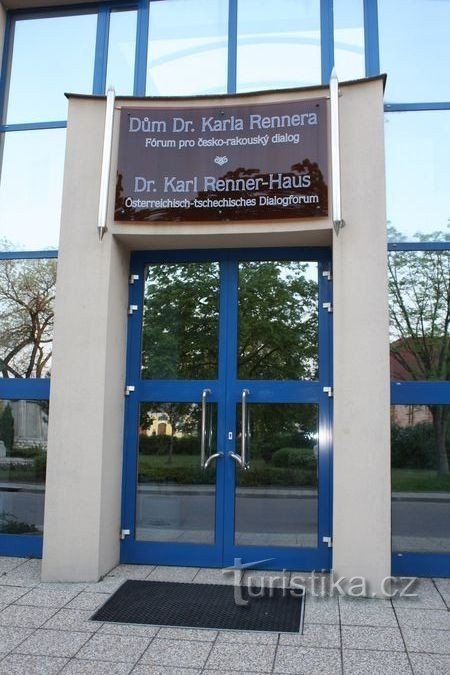 Dům Dr. Karla Rennera
Fórum pro česko-rakouský dialog
Dr. Karl Renner-Haus
Österreichisch-tschechisches Dialogforum
Turistika.cz